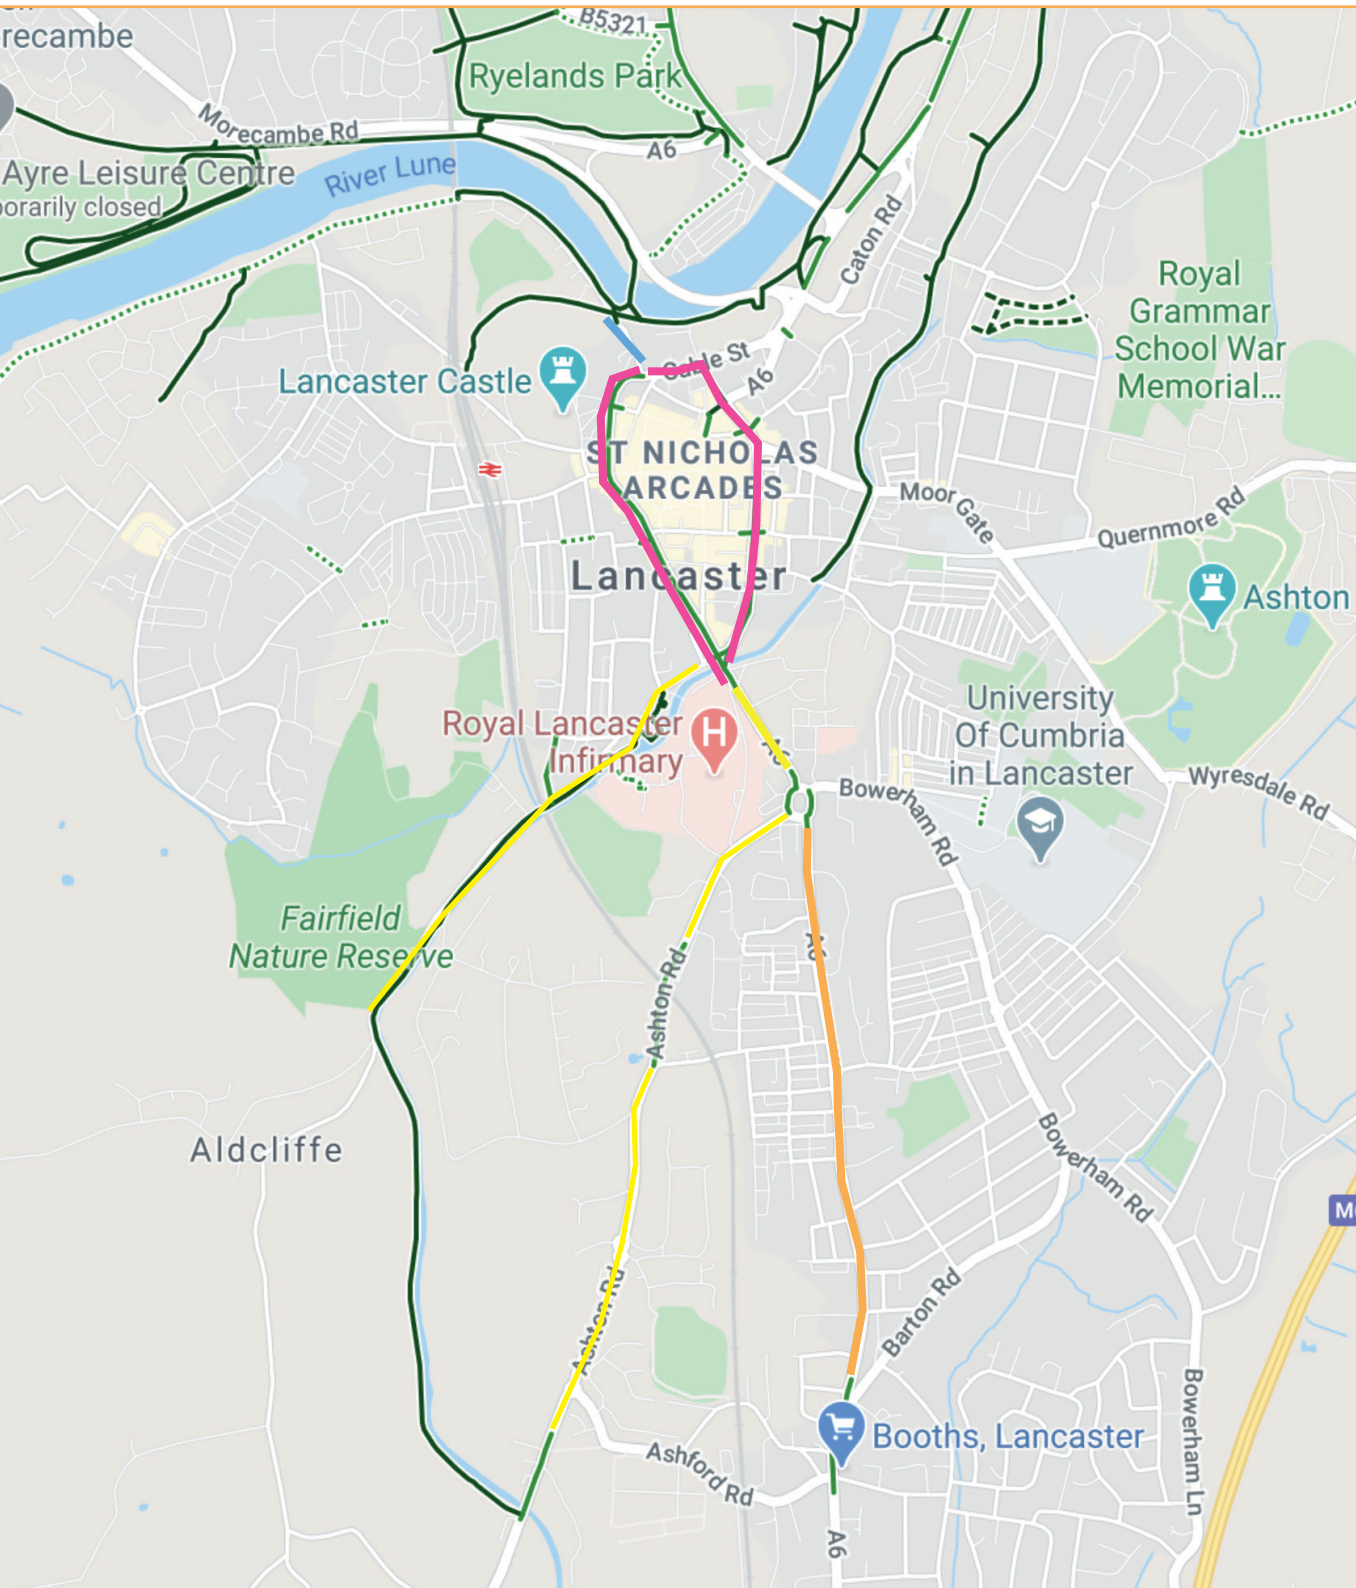 recambe
B5321
Ryelands Park
Morecambe Rd
A6
River Lune
Ayre Leisure Centre
porarily closed
Caton Rd
Royal
Grammar
School War
Memorial...
Cable St
Lancaster Castle
A6
ST NICHOLAS
ARCADES
Moor Gate
Quernmore Rd
Lancaster
Ashton
University
Of Cumbria
in Lancaster
Royal Lancaster
Infirmary
H
A6
Bowerham Rd
Wyresdale Rd
Fairfield
Nature Reserve
A6
Ashton Rd
Aldcliffe
Bowerham Rd
M
Ashton Rd
Barton Rd
Bowerham Ln
Booths, Lancaster
Ashford Rd
A6